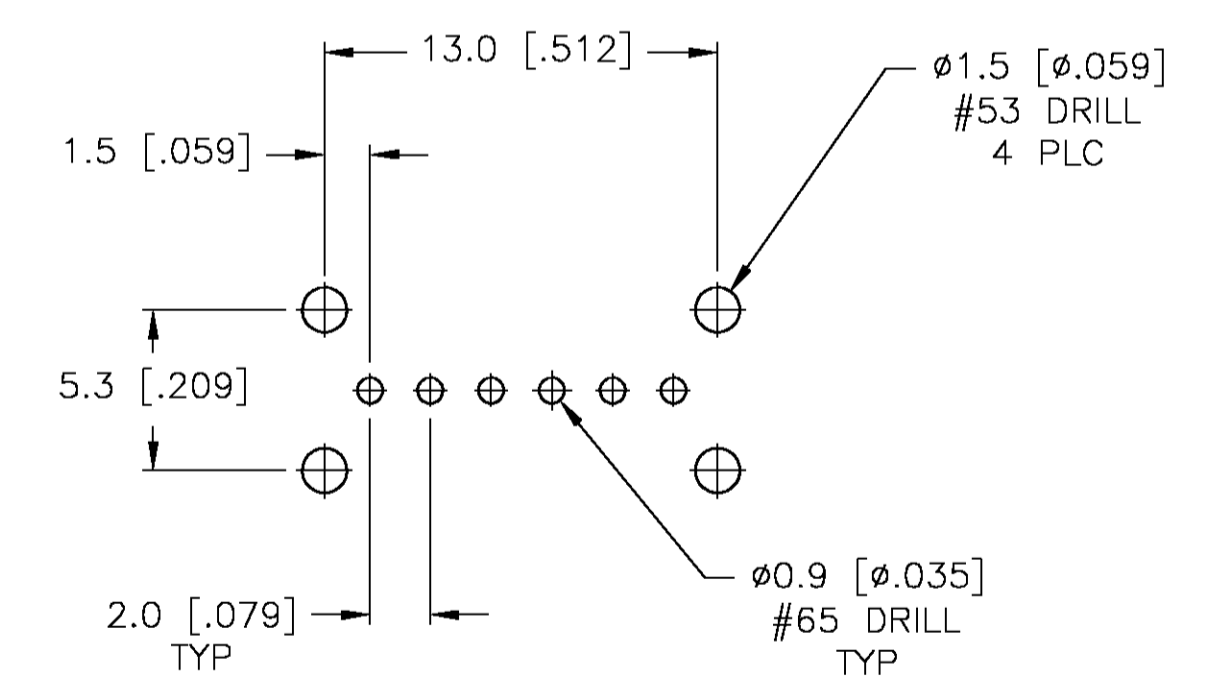 13.0 [.512]
ø1.5 [ø.059]
#53 DRILL
4 PLC
1.5 [.059]
5.3 [.209]
ø0.9 [ø.035]
#65 DRILL
TYP
2.0 [.079]
TYP